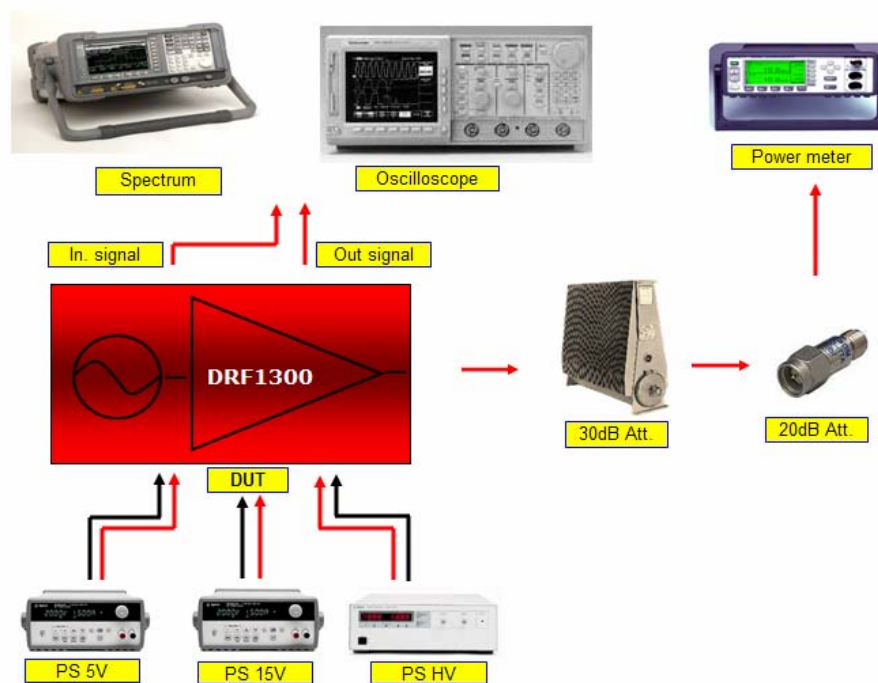 Spectrum
Oscilloscope
Power meter
In. signal
Out signal
DRF1300
30dB Att.
20dB Att.
DUT
PS 5V
PS 15V
PS HV